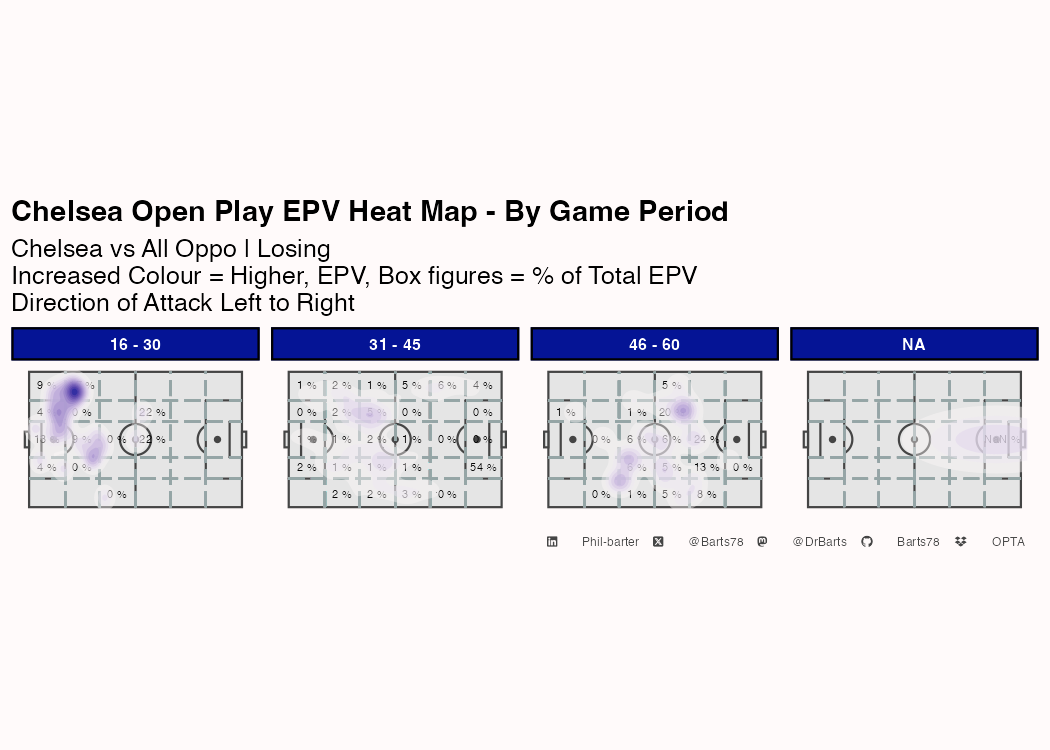 Chelsea Open Play EPV Heat Map - By Game Period
Chelsea vs All Oppo | Losing
Increased Colour = Higher, EPV, Box figures = % of Total EPV
Direction of Attack Left to Right
16 - 30 31 - 45 46 - 60 NA
9 % 1 % 2 % 1 % 5 % 6 % 4 % 5 %
0 % 22 % 0 % 2 % 5 % 0 % 0 % 1 % 1 % 20
9 % 0 % 22 % 1 % 2 % 1 % 0 % 0 % 6 % 6 % 24 %
4 % 0 % 2 % 1 % 1 % 1 % 54 % 8 % 5 % 13 % 0 %
0 % 2 % 2 % 3 % 0 % 0 % 1 % 5 % 8 %
Phil-barter @Barts78 @DrBarts Barts78 OPTA